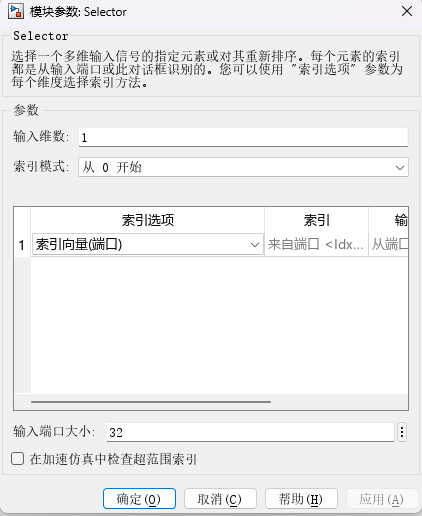 模块参数: Selector
Selector
选择一个多维输入信号的指定元素或对其重新排序。每个元素的索引
都是从输入端口或此对话框识别的。您可以使用 "索引选项" 参数为
每个维度选择索引方法。
参数
输入维数: 1
索引模式: 从 0 开始
索引选项 索引 输
1 索引向量(端口) 来自端口 <Idx... 从端口
输入端口大小: 32
在加速仿真中检查超范围索引
确定(O) 取消(C) 帮助(H) 应用(A)